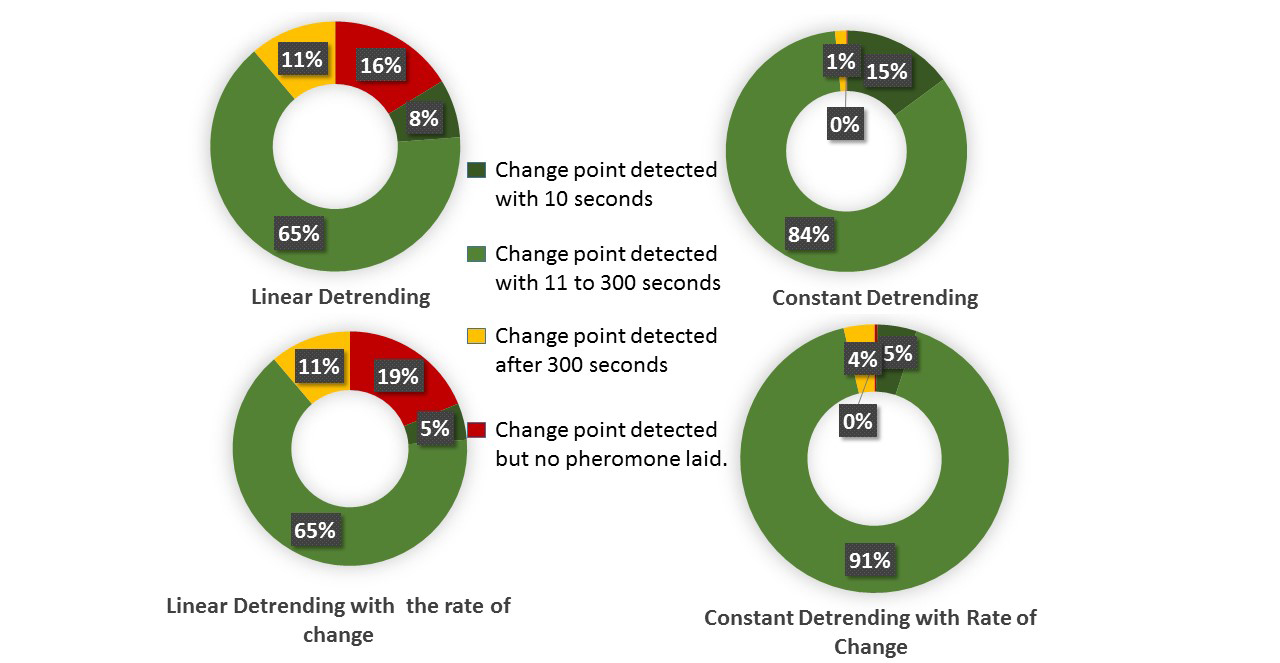 11%
16%
8%
65%
Linear Detrending
1%
15%
0%
84%
Constant Detrending
Change point detected
with 10 seconds
Change point detected
with 11 to 300 seconds
Change point detected
after 300 seconds
Change point detected
but no pheromone laid.
11%
19%
5%
65%
Linear Detrending with the rate of
change
4%
5%
0%
91%
Constant Detrending with Rate of
Change